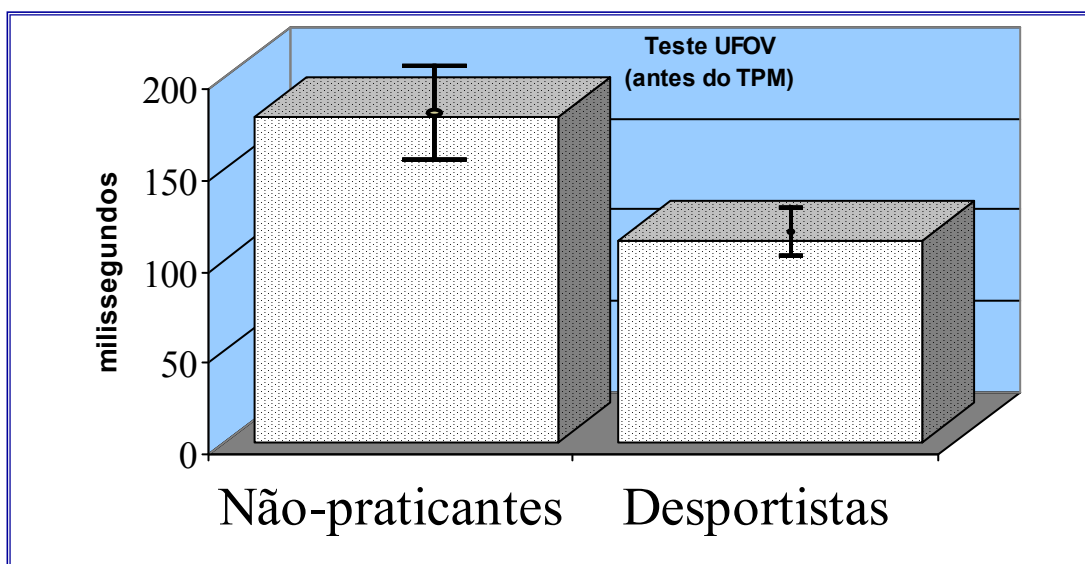 Teste UFOV
(antes do TPM)
200
150
100
50
0
milissegundos
Não-praticantes
Desportistas